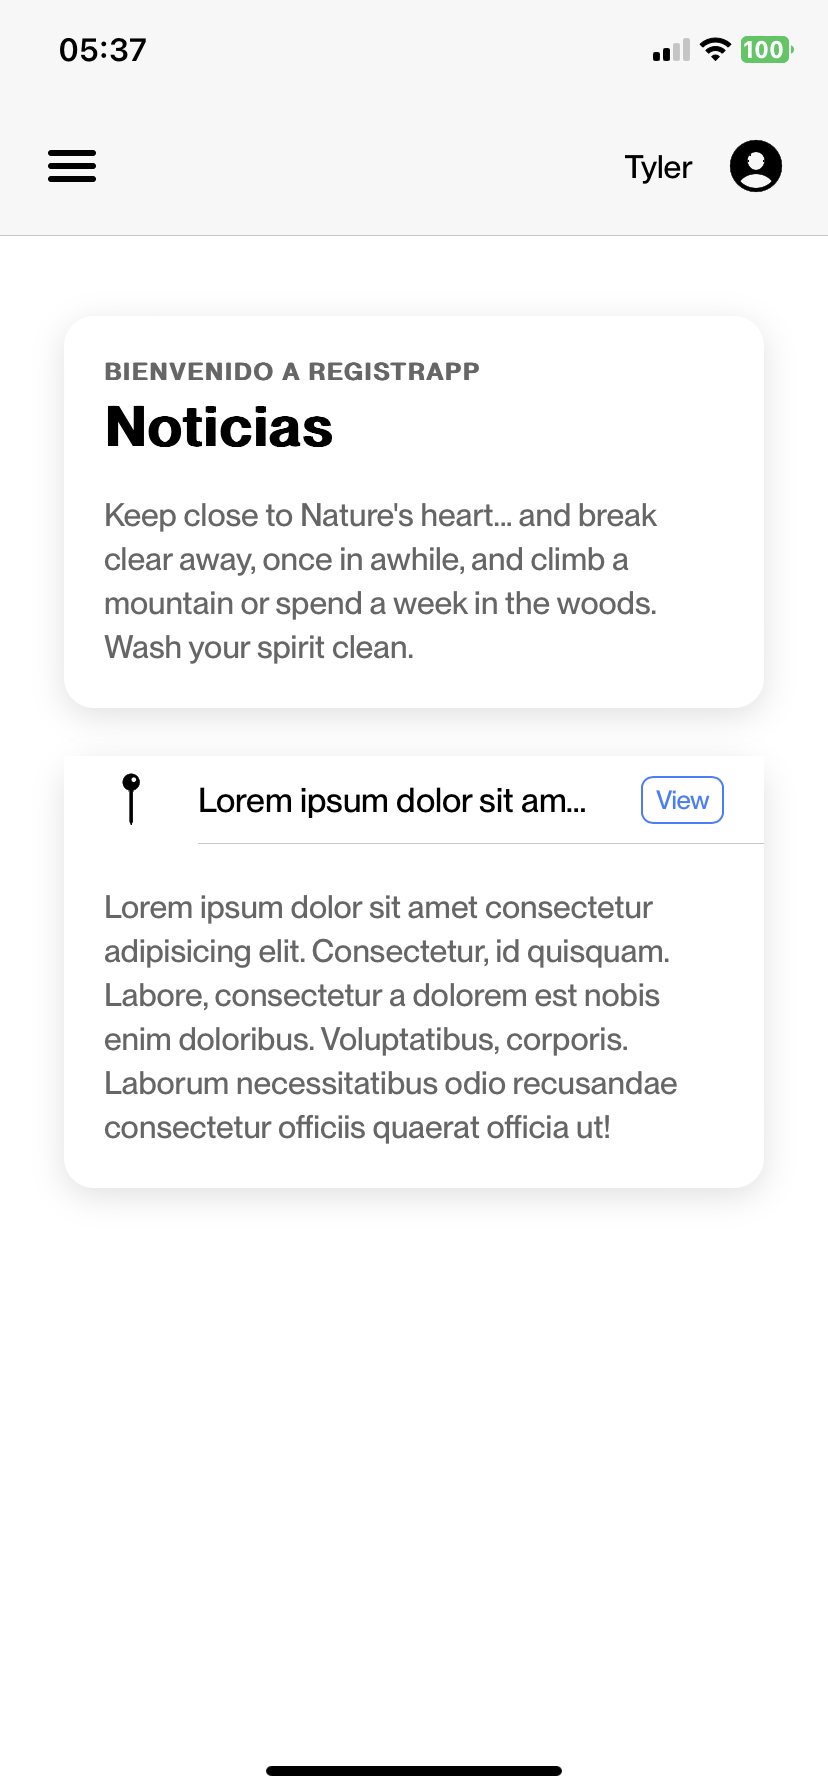 05:37
100
Tyler
BIENVENIDO A REGISTRAPP
Noticias
Keep close to Nature's heart... and break
clear away, once in awhile, and climb a
mountain or spend a week in the woods.
Wash your spirit clean.
Lorem ipsum dolor sit am...
View
Lorem ipsum dolor sit amet consectetur
adipisicing elit. Consectetur, id quisquam.
Labore, consectetur a dolorem est nobis
enim doloribus. Voluptatibus, corporis.
Laborum necessitatibus odio recusandae
consectetur officiis quaerat officia ut!